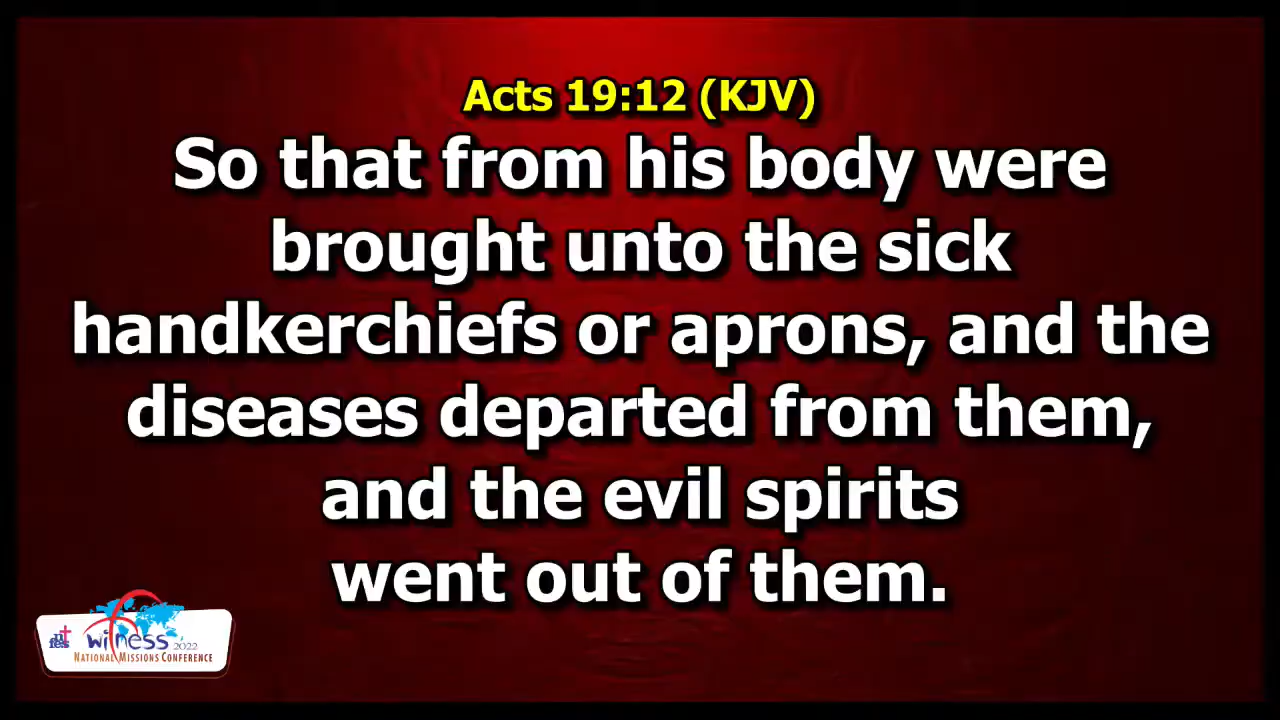 Acts 19:12 (KJV)
So that from his body were
brought unto the sick
handkerchiefs or aprons, and the
diseases departed from them,
and the evil spirits
went out of them.
fes
witness 2022
NATIONAL MISSIONS CONFERENCE